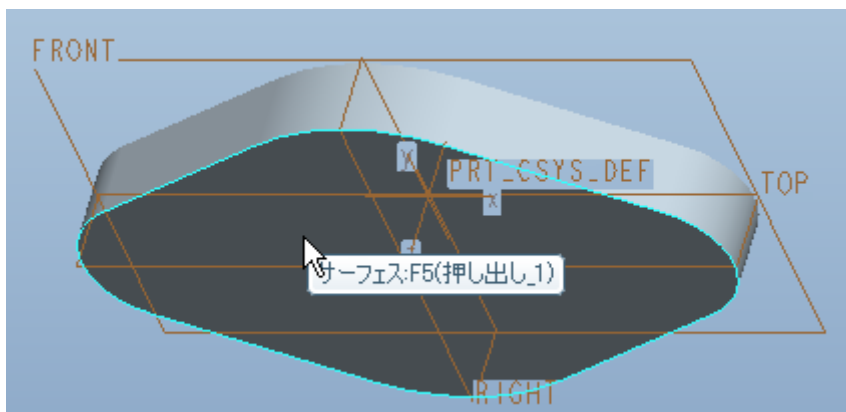 FRONT
Y
PRT_CSYS_DEF
X
TOP
サーフェス:F5(押し出し_1)
RIGHT